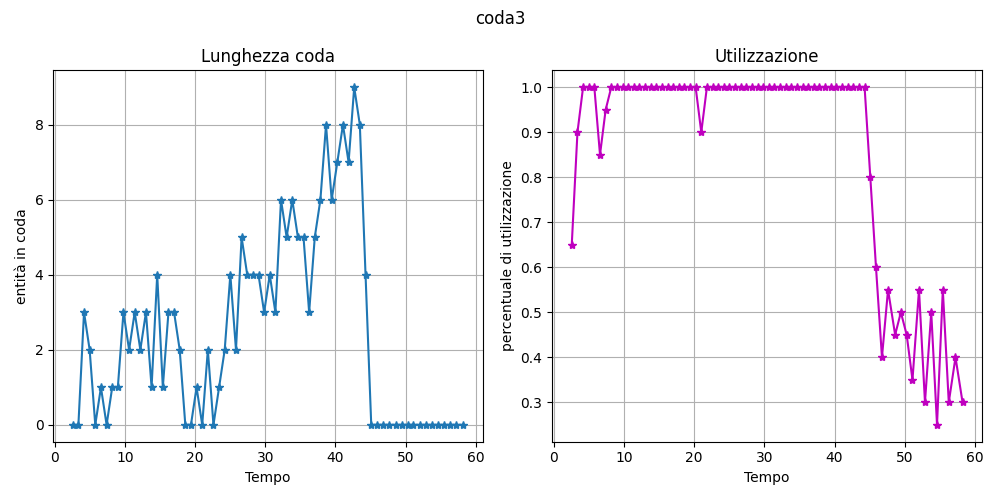 coda3
Lunghezza coda
entità in coda
8
6
4
2
0
0 10 20 30 40 50 60
Tempo
Utilizzazione
percentuale di utilizzazione
1.0
0.9
0.8
0.7
0.6
0.5
0.4
0.3
0 10 20 30 40 50 60
Tempo